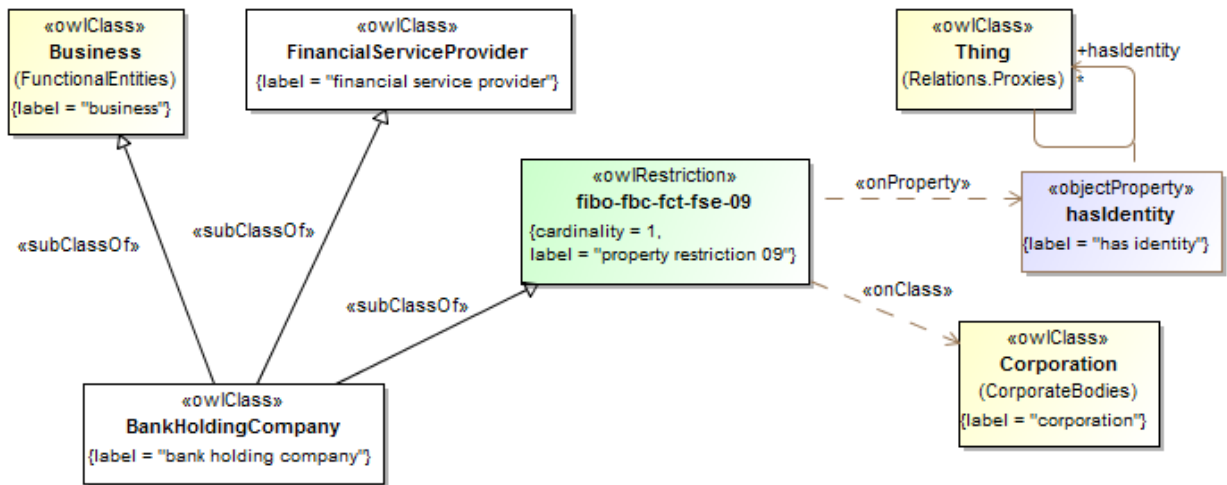 «owlClass»
Business
(FunctionalEntities)
{label = "business"}
«owlClass»
FinancialServiceProvider
{label = "financial service provider"}
«owlClass»
Thing
(Relations.Proxies)
+hasIdentity
*
«owlRestriction»
fibo-fbc-fct-fse-09
{cardinality = 1,
label = "property restriction 09"}
«onProperty»
«objectProperty»
hasIdentity
{label = "has identity"}
«subClassOf»
«subClassOf»
«subClassOf»
«onClass»
«owlClass»
Corporation
(CorporateBodies)
{label = "corporation"}
«owlClass»
BankHoldingCompany
{label = "bank holding company"}